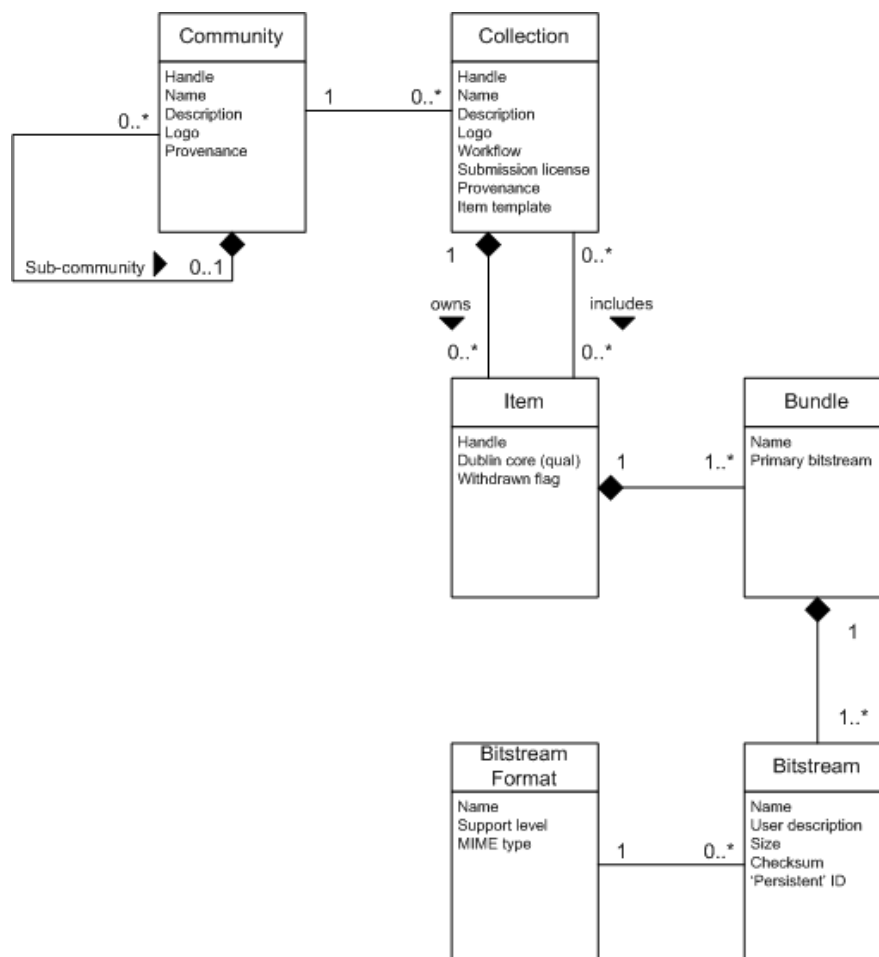 Community
Handle
Name
Description
Logo
Provenance
Collection
Handle
Name
Description
Logo
Workflow
Submission license
Provenance
Item template
1
0..*
0..*
Sub-community
0..1
1
0..*
owns
includes
0..*
0..*
Item
Handle
Dublin core (qual)
Withdrawn flag
1
1..*
Bundle
Name
Primary bitstream
1
1..*
Bitstream
Format
Name
Support level
MIME type
1
0..*
Bitstream
Name
User description
Size
Checksum
‘Persistent’ ID